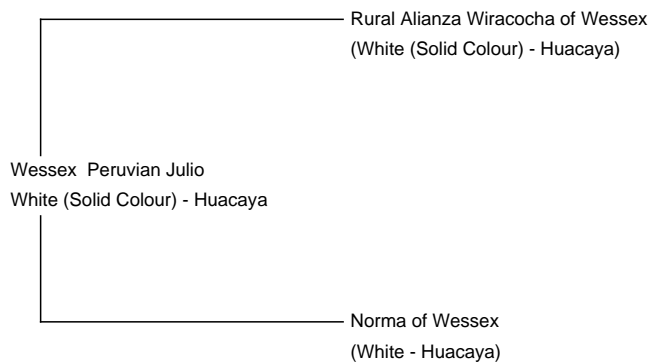 Rural Alianza Wiracocha of Wessex
(White (Solid Colour) - Huacaya)
Wessex  Peruvian Julio
White (Solid Colour) - Huacaya
Norma of Wessex
(White - Huacaya)